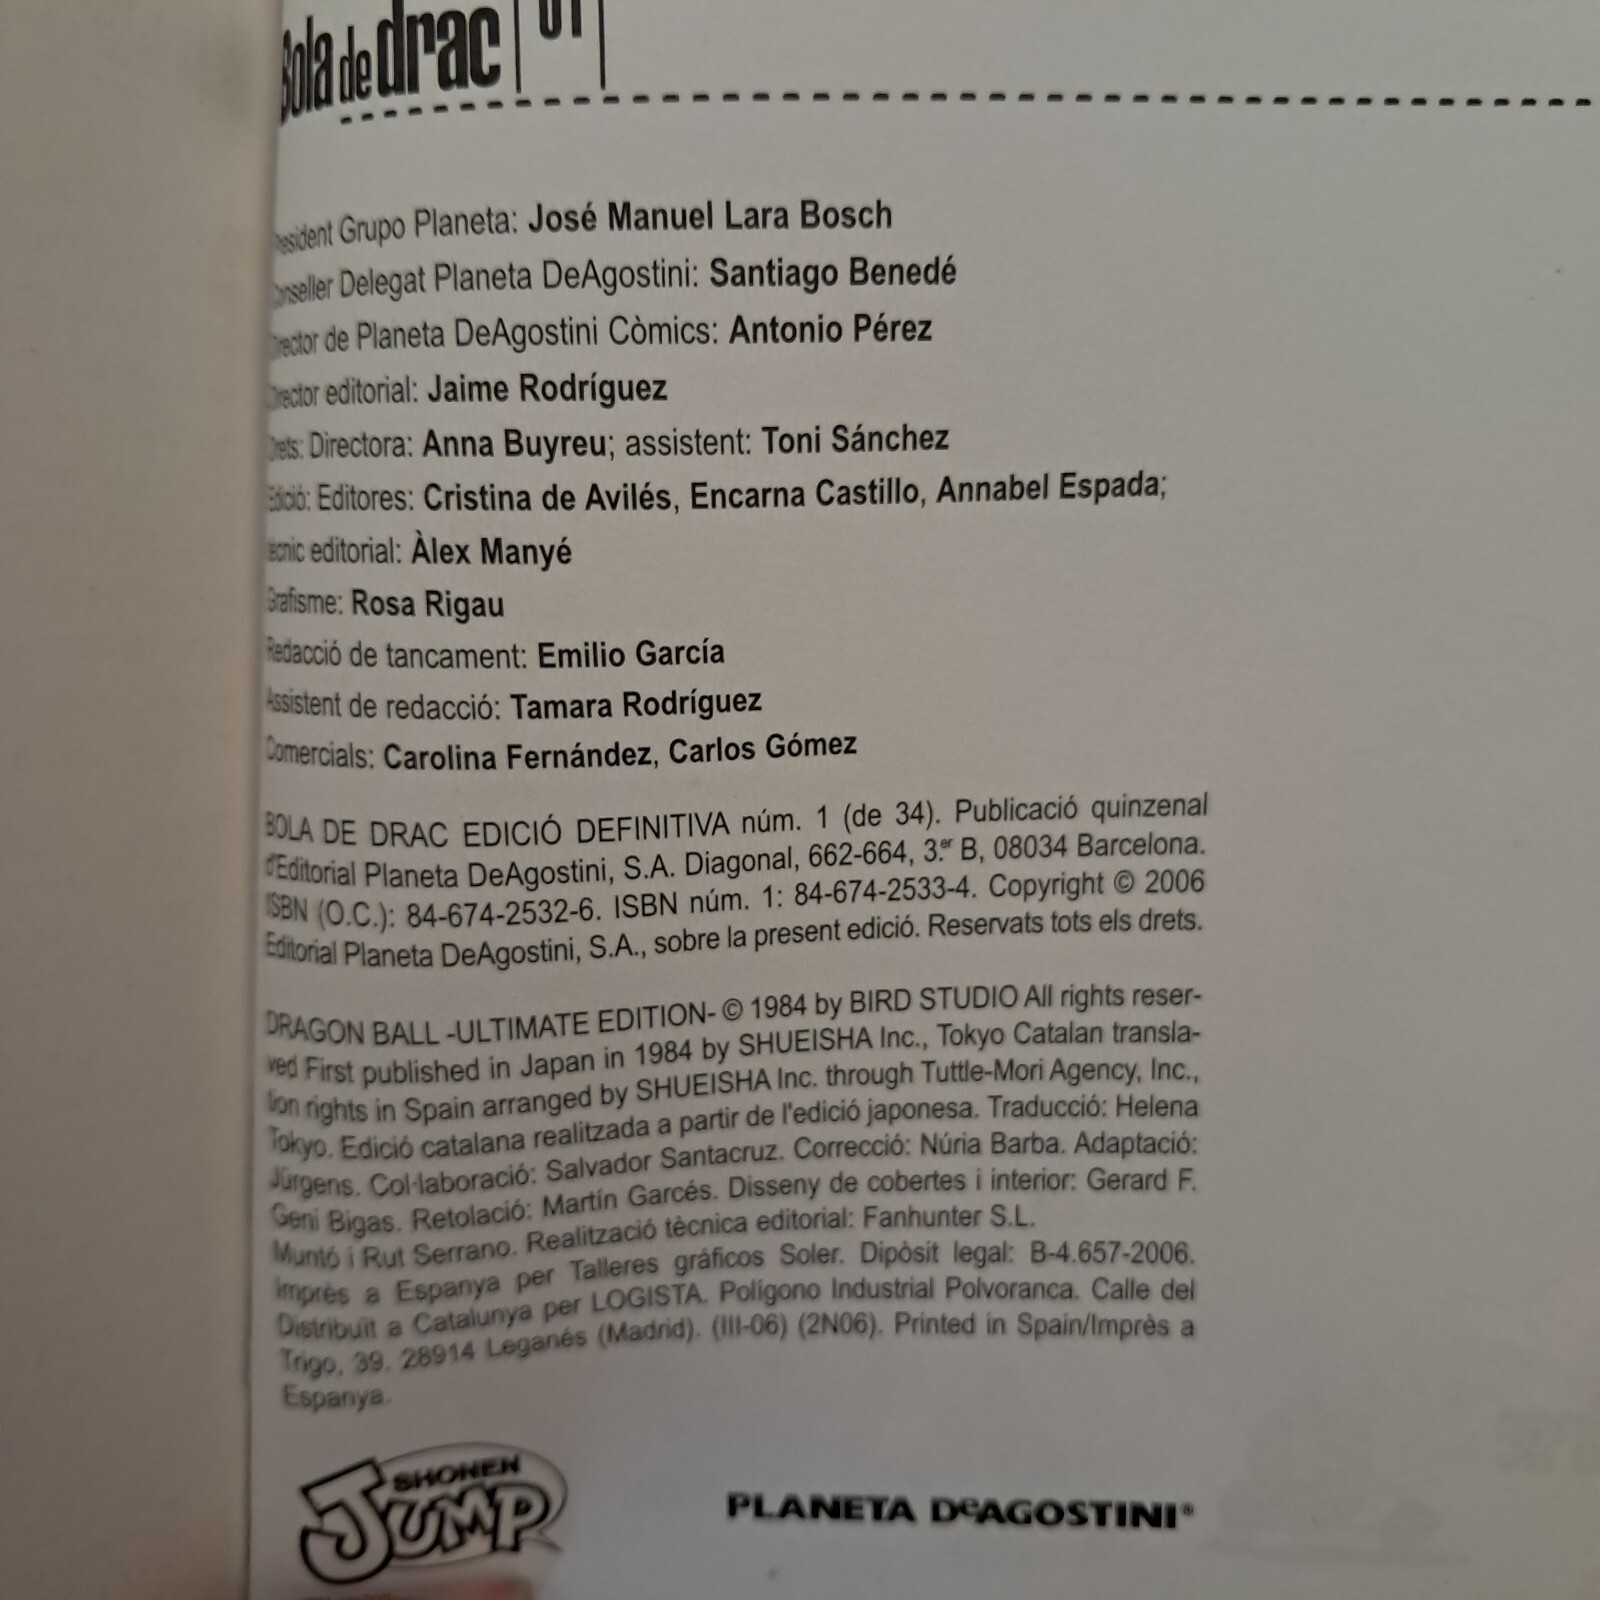 Bola de drac 01
President Grupo Planeta: José Manuel Lara Bosch
Conseller Delegat Planeta DeAgostini: Santiago Benedé
Director de Planeta DeAgostini Còmics: Antonio Pérez
Director editorial: Jaime Rodríguez
Drets: Directora: Anna Buyreu; assistent: Toni Sánchez
Edició: Editores: Cristina de Avilés, Encarna Castillo, Annabel Espada;
tècnic editorial: Àlex Manyé
Grafisme: Rosa Rigau
Redacció de tancament: Emilio García
Assistent de redacció: Tamara Rodríguez
Comercials: Carolina Fernández, Carlos Gómez
BOLA DE DRAC EDICIÓ DEFINITIVA núm. 1 (de 34). Publicació quinzenal
d'Editorial Planeta DeAgostini, S.A. Diagonal, 662-664, 3.er B, 08034 Barcelona.
ISBN (O.C.): 84-674-2532-6. ISBN núm. 1: 84-674-2533-4. Copyright © 2006
Editorial Planeta DeAgostini, S.A., sobre la present edició. Reservats tots els drets.
DRAGON BALL -ULTIMATE EDITION- © 1984 by BIRD STUDIO All rights reser-
ved First published in Japan in 1984 by SHUEISHA Inc., Tokyo Catalan transla-
tion rights in Spain arranged by SHUEISHA Inc. through Tuttle-Mori Agency, Inc.,
Tokyo. Edició catalana realitzada a partir de l'edició japonesa. Traducció: Helena
Jürgens. Col·laboració: Salvador Santacruz. Correcció: Núria Barba. Adaptació:
Geni Bigas. Retolació: Martín Garcés. Disseny de cobertes i interior: Gerard F.
Muntó i Rut Serrano. Realització tècnica editorial: Fanhunter S.L.
Imprès a Espanya per Talleres gráficos Soler. Dipòsit legal: B-4.657-2006.
Distribuït a Catalunya per LOGISTA. Polígono Industrial Polvoranca. Calle del
Trigo, 39. 28914 Leganés (Madrid). (III-06) (2N06). Printed in Spain/Imprès a
Espanya.
SHONEN
JUMP
PLANETA DeAGOSTINI®